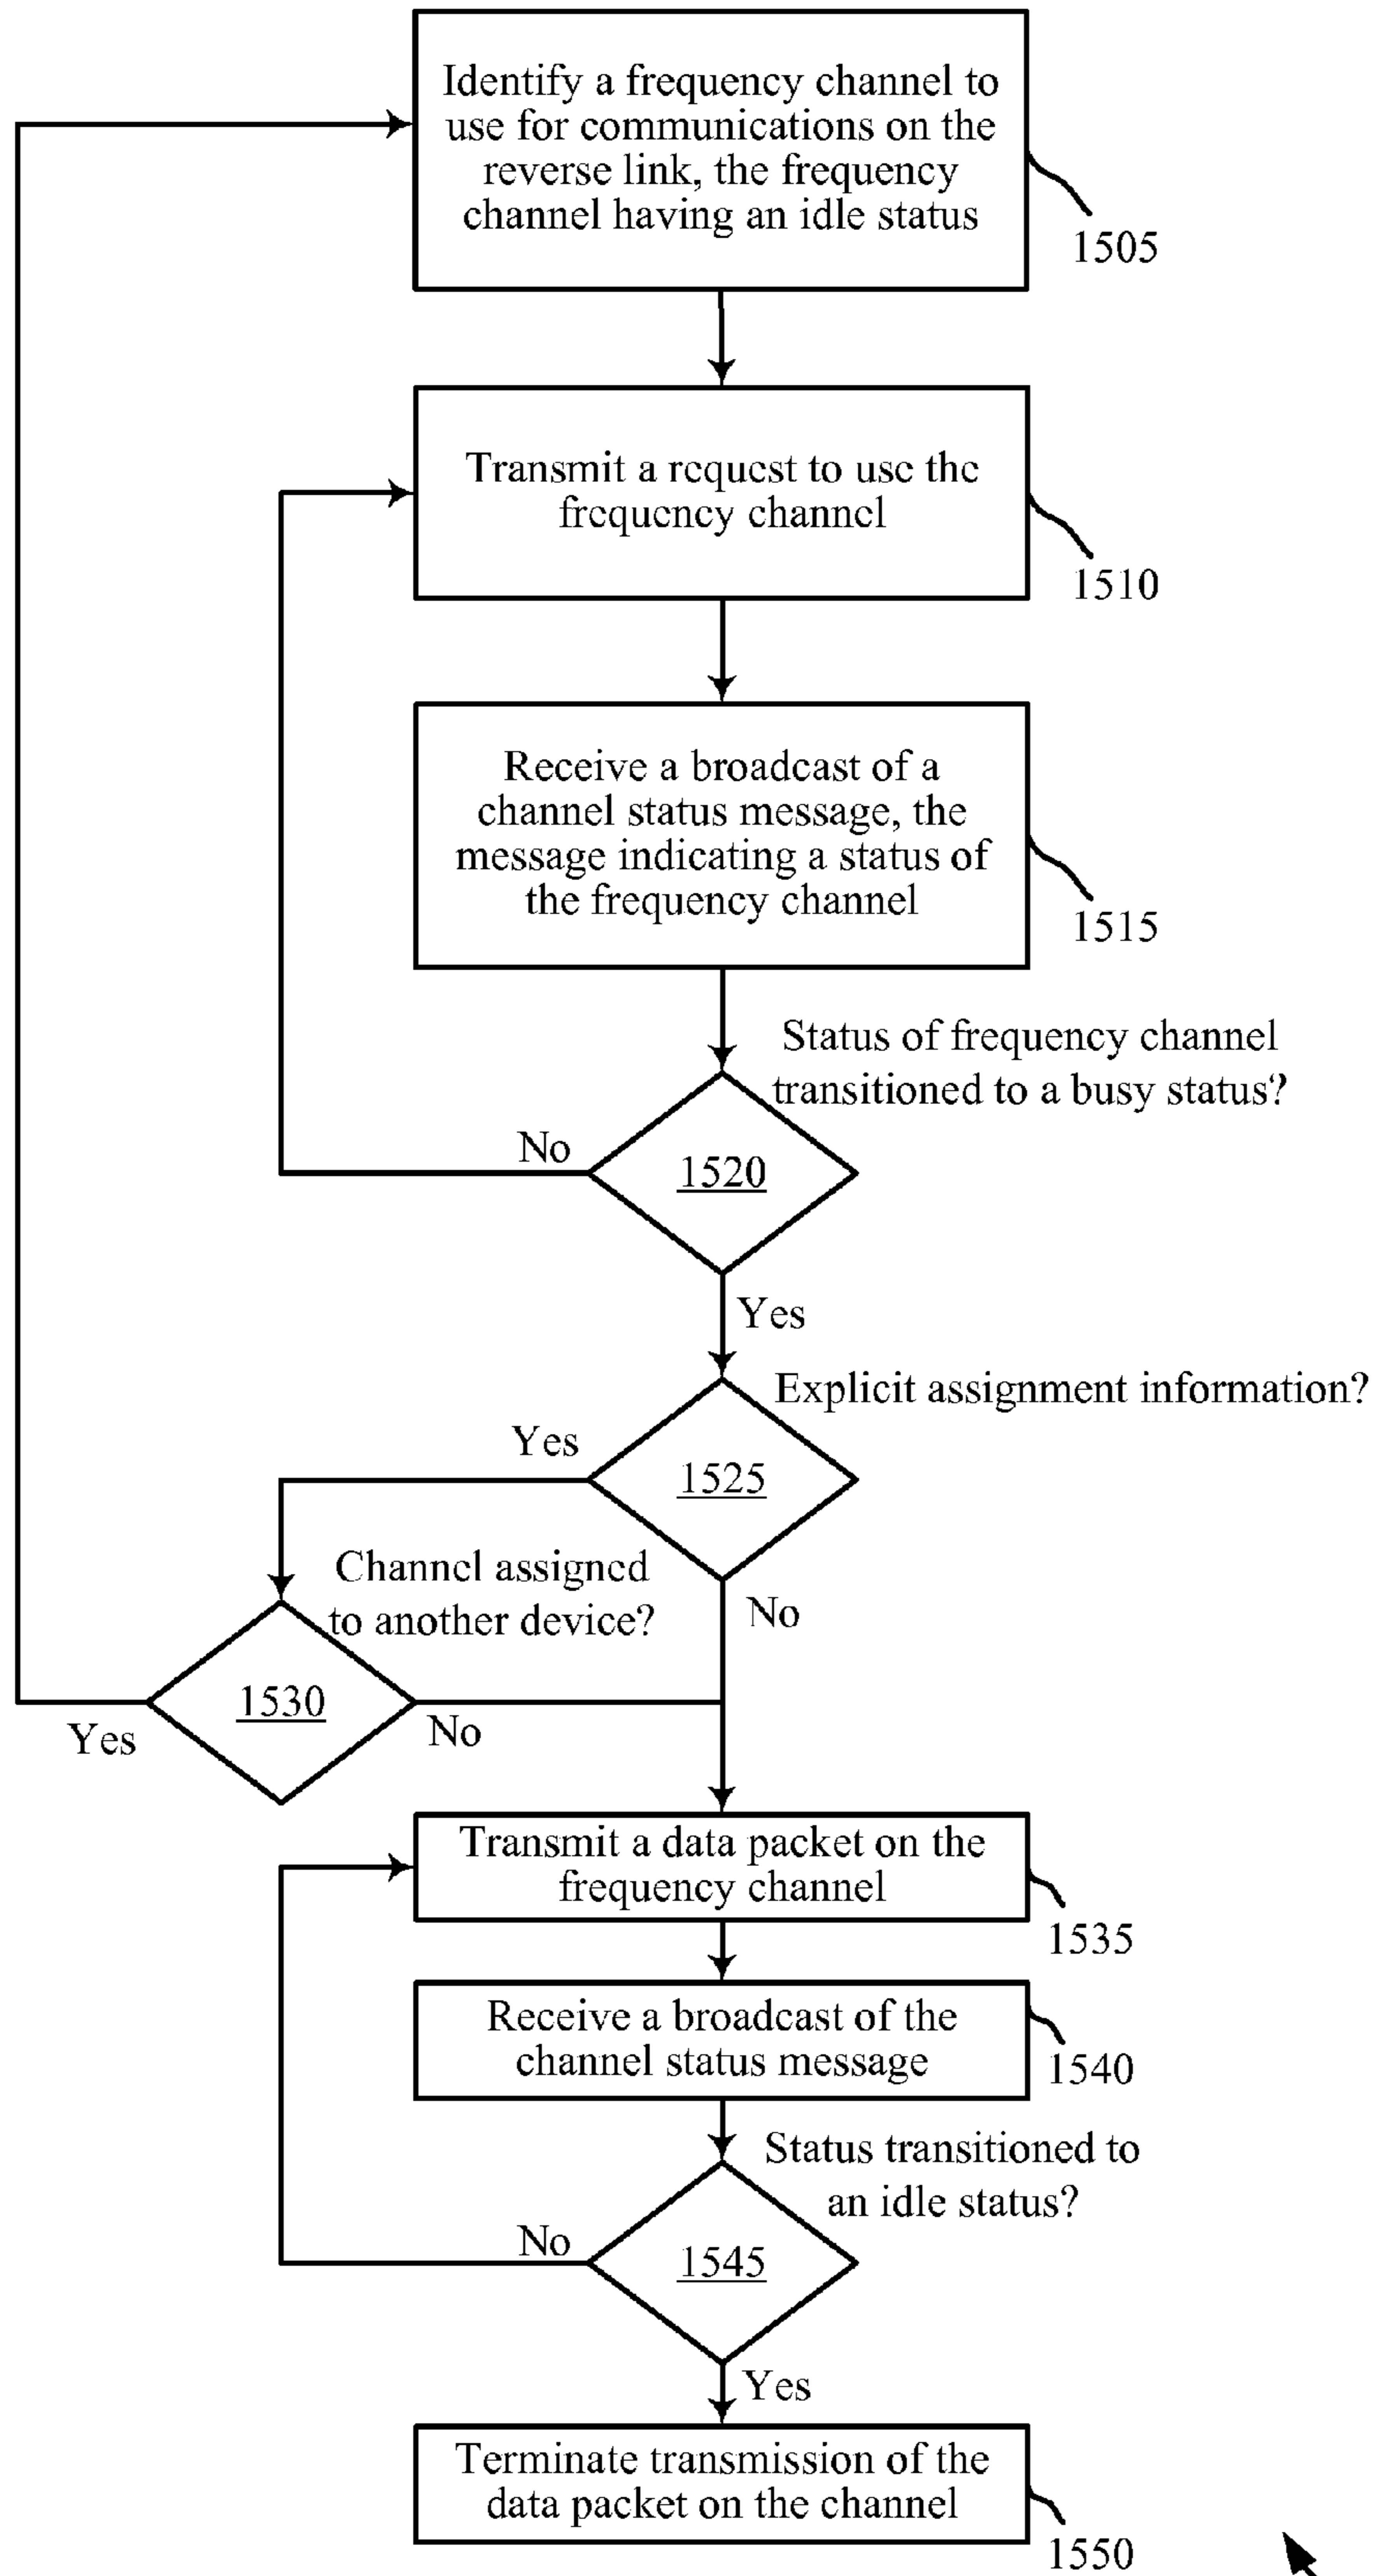 Identify a frequency channel to
use for communications on the
reverse link, the frequency
channel having an idle status
1505
Transmit a request to use the
frequency channel
1510
Receive a broadcast of a
channel status message, the
message indicating a status of
the frequency channel
1515
Status of frequency channel
transitioned to a busy status?
No
1520
Yes
Explicit assignment information?
Yes
1525
Channel assigned
to another device?
No
1530
Yes
No
Transmit a data packet on the
frequency channel
1535
Receive a broadcast of the
channel status message
1540
Status transitioned to
an idle status?
No
1545
Yes
Terminate transmission of the
data packet on the channel
1550